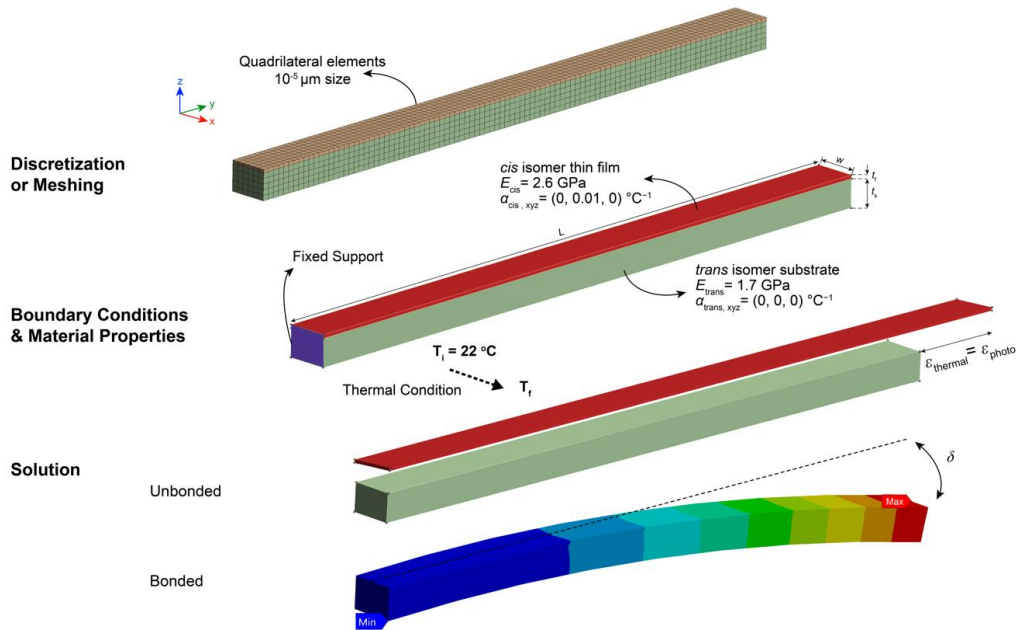 Quadrilateral elements
10⁻⁵ μm size
z
y
x
Discretization
or Meshing
cis isomer thin film
E_cis = 2.6 GPa
α_cis , xyz = (0, 0.01, 0) °C⁻¹
w
t_f
t_s
L
Fixed Support
trans isomer substrate
E_trans = 1.7 GPa
α_trans, xyz = (0, 0, 0) °C⁻¹
Boundary Conditions
& Material Properties
T_i = 22 °C
Thermal Condition
T_f
ε_thermal = ε_photo
Solution
Unbonded
δ
Max
Bonded
Min